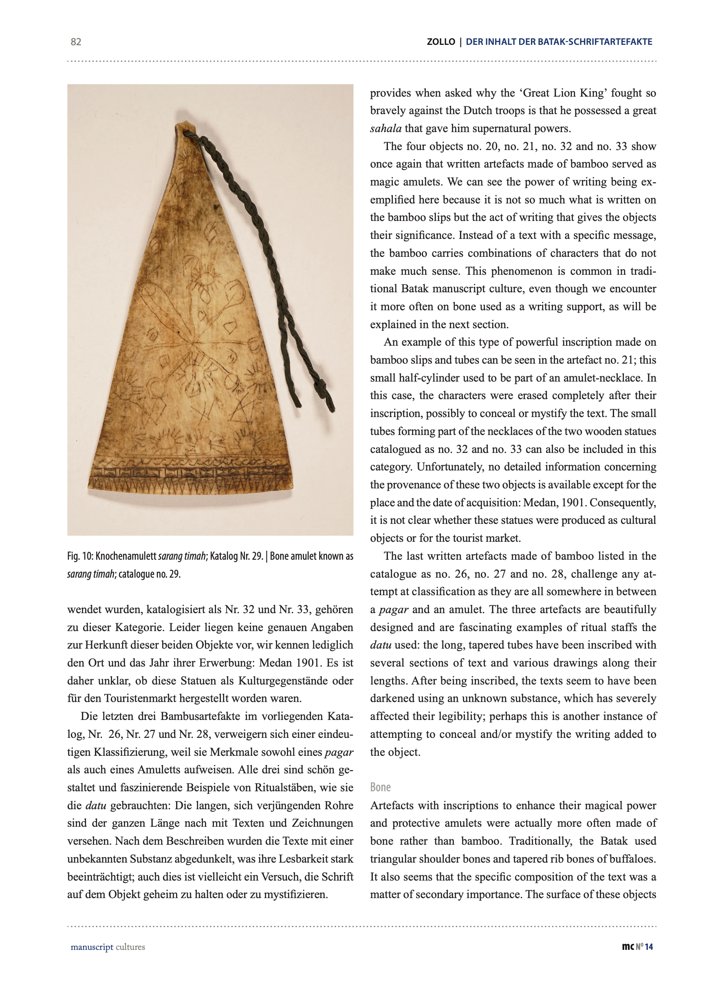 82
ZOLLO | DER INHALT DER BATAK-SCHRIFTARTEFAKTE
Fig. 10: Knochenamulett sarang timah; Katalog Nr. 29. | Bone amulet known as
sarang timah; catalogue no. 29.
wendet wurden, katalogisiert als Nr. 32 und Nr. 33, gehören
zu dieser Kategorie. Leider liegen keine genauen Angaben
zur Herkunft dieser beiden Objekte vor, wir kennen lediglich
den Ort und das Jahr ihrer Erwerbung: Medan 1901. Es ist
daher unklar, ob diese Statuen als Kulturgegenstände oder
für den Touristenmarkt hergestellt worden waren.
Die letzten drei Bambusartefakte im vorliegenden Kata-
log, Nr. 26, Nr. 27 und Nr. 28, verweigern sich einer eindeu-
tigen Klassifizierung, weil sie Merkmale sowohl eines pagar
als auch eines Amuletts aufweisen. Alle drei sind schön ge-
staltet und faszinierende Beispiele von Ritualstäben, wie sie
die datu gebrauchten: Die langen, sich verjüngenden Rohre
sind der ganzen Länge nach mit Texten und Zeichnungen
versehen. Nach dem Beschreiben wurden die Texte mit einer
unbekannten Substanz abgedunkelt, was ihre Lesbarkeit stark
beeinträchtigt; auch dies ist vielleicht ein Versuch, die Schrift
auf dem Objekt geheim zu halten oder zu mystifizieren.
provides when asked why the ‘Great Lion King’ fought so
bravely against the Dutch troops is that he possessed a great
sahala that gave him supernatural powers.
The four objects no. 20, no. 21, no. 32 and no. 33 show
once again that written artefacts made of bamboo served as
magic amulets. We can see the power of writing being ex-
emplified here because it is not so much what is written on
the bamboo slips but the act of writing that gives the objects
their significance. Instead of a text with a specific message,
the bamboo carries combinations of characters that do not
make much sense. This phenomenon is common in tradi-
tional Batak manuscript culture, even though we encounter
it more often on bone used as a writing support, as will be
explained in the next section.
An example of this type of powerful inscription made on
bamboo slips and tubes can be seen in the artefact no. 21; this
small half-cylinder used to be part of an amulet-necklace. In
this case, the characters were erased completely after their
inscription, possibly to conceal or mystify the text. The small
tubes forming part of the necklaces of the two wooden statues
catalogued as no. 32 and no. 33 can also be included in this
category. Unfortunately, no detailed information concerning
the provenance of these two objects is available except for the
place and the date of acquisition: Medan, 1901. Consequently,
it is not clear whether these statues were produced as cultural
objects or for the tourist market.
The last written artefacts made of bamboo listed in the
catalogue as no. 26, no. 27 and no. 28, challenge any at-
tempt at classification as they are all somewhere in between
a pagar and an amulet. The three artefacts are beautifully
designed and are fascinating examples of ritual staffs the
datu used: the long, tapered tubes have been inscribed with
several sections of text and various drawings along their
lengths. After being inscribed, the texts seem to have been
darkened using an unknown substance, which has severely
affected their legibility; perhaps this is another instance of
attempting to conceal and/or mystify the writing added to
the object.
Bone
Artefacts with inscriptions to enhance their magical power
and protective amulets were actually more often made of
bone rather than bamboo. Traditionally, the Batak used
triangular shoulder bones and tapered rib bones of buffaloes.
It also seems that the specific composition of the text was a
matter of secondary importance. The surface of these objects
manuscript cultures
mc Nº 14